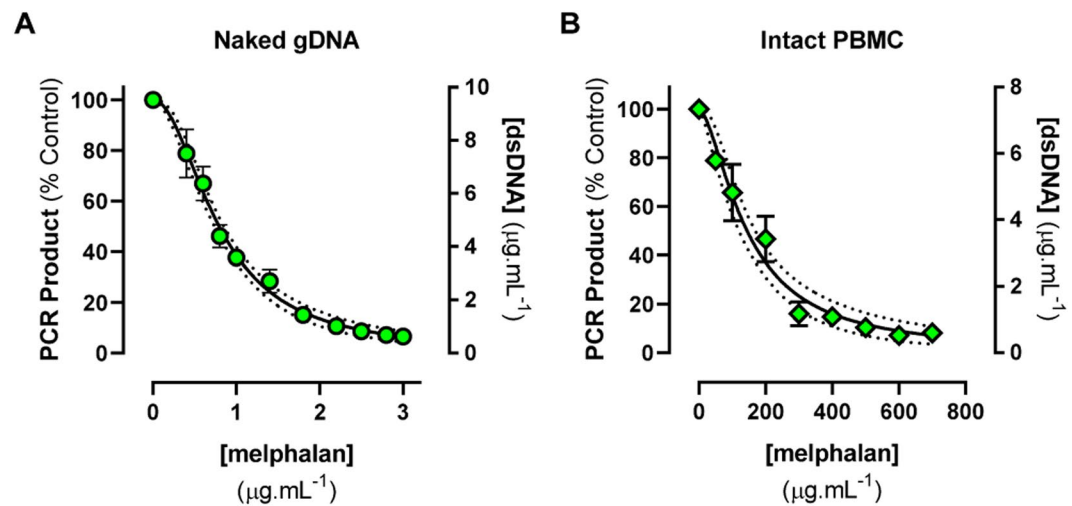 A
Naked gDNA
PCR Product (% Control)
100
80
60
40
20
0
10
8
6
4
2
0
[dsDNA] (μg.mL⁻¹)
0 1 2 3
[melphalan]
(μg.mL⁻¹)
B
Intact PBMC
PCR Product (% Control)
100
80
60
40
20
0
8
6
4
2
0
[dsDNA] (μg.mL⁻¹)
0 200 400 600 800
[melphalan]
(μg.mL⁻¹)